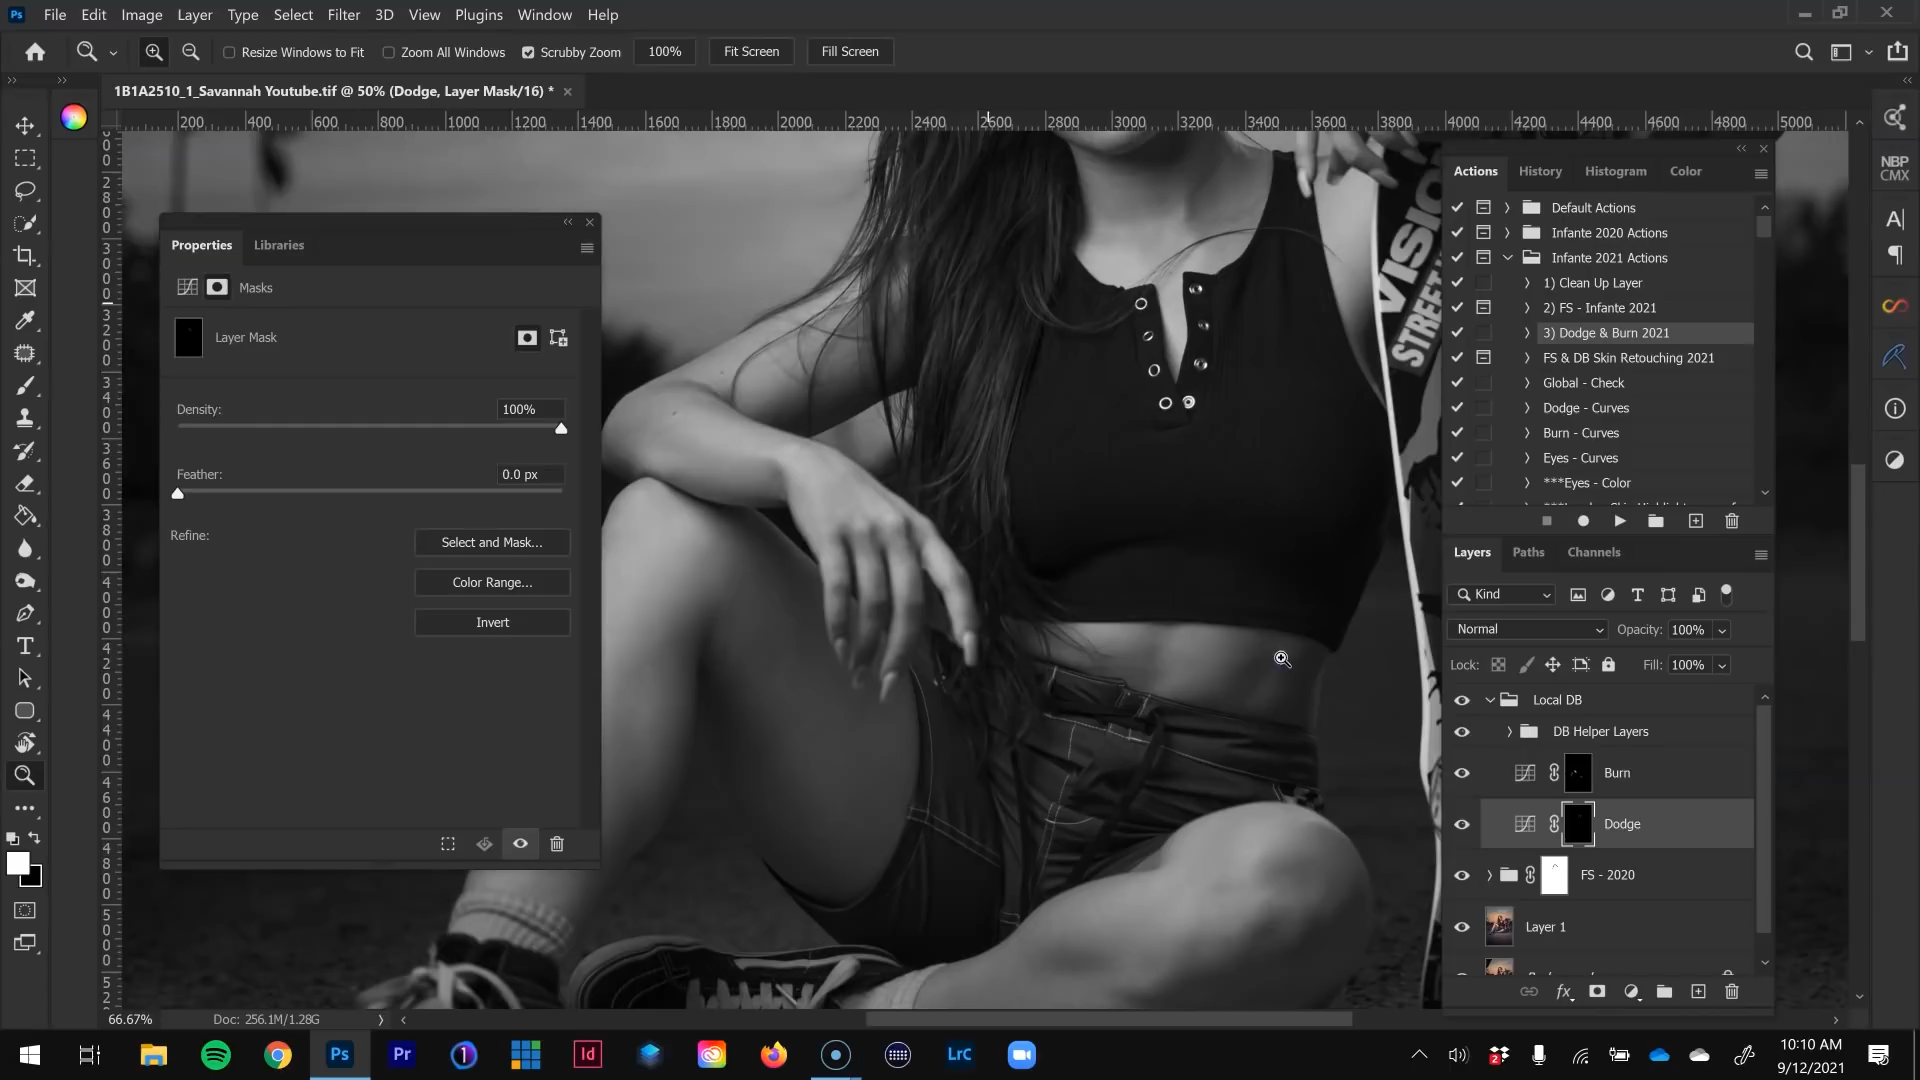 Ps File Edit Image Layer Type Select Filter 3D View Plugins Window Help
Resize Windows to Fit Zoom All Windows Scrubby Zoom 100% Fit Screen Fill Screen
1B1A2510_1_Savannah Youtube.tif @ 50% (Dodge, Layer Mask/16) *
200 400 600 800 1000 1200 1400 1600 1800 2000 2200 2400 2600 2800 3000 3200 3400 3600 3800 4000 4200 4400 4600 4800 5000
Properties Libraries
Masks
Layer Mask
Density: 100%
Feather: 0.0 px
Refine:
Select and Mask...
Color Range...
Invert
VISION
STREET
Actions History Histogram Color
Default Actions
Infante 2020 Actions
Infante 2021 Actions
1) Clean Up Layer
2) FS - Infante 2021
3) Dodge & Burn 2021
FS & DB Skin Retouching 2021
Global - Check
Dodge - Curves
Burn - Curves
Eyes - Curves
***Eyes - Color
Layers Paths Channels
Kind
Normal Opacity: 100%
Lock: Fill: 100%
Local DB
DB Helper Layers
Burn
Dodge
FS - 2020
Layer 1
NBP
CMX
66.67% Doc: 256.1M/1.28G
Ps Pr Id LrC
2
10:10 AM
9/12/2021